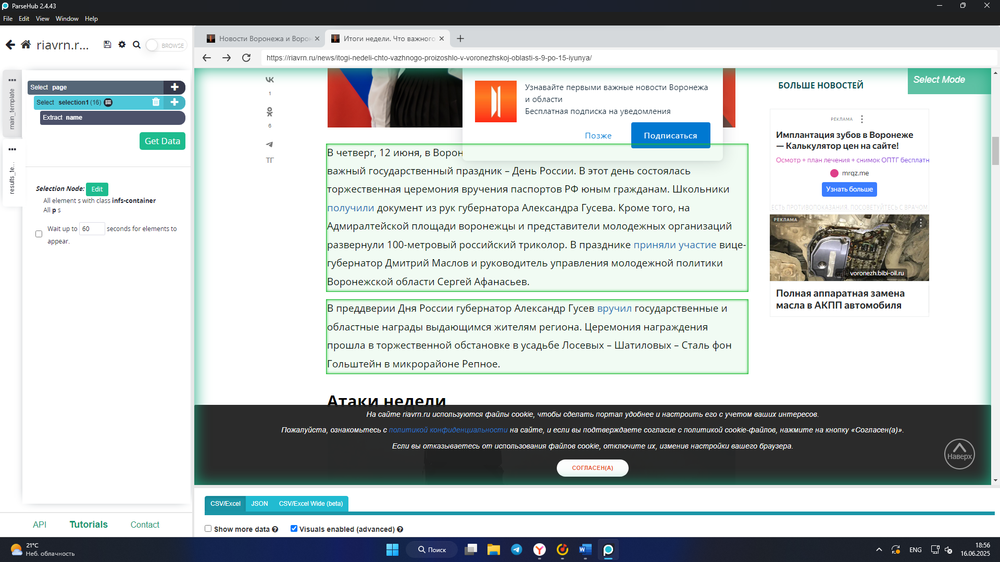 ParseHub 2.4.43
File Edit View Window Help
riavrn.r...
BROWSE
Новости Воронежа и Ворон
Итоги недели. Что важного
https://riavrn.ru/news/itogi-nedeli-chto-vazhnogo-proizoshlo-v-voronezhskoj-oblasti-s-9-po-15-iyunya/
main_template
results_te...
Select page
Select selection1 (16)
Extract name
Get Data
Selection Node: Edit
All element s with class infs-container
All p s
Wait up to 60 seconds for elements to
appear.
API Tutorials Contact
1
6
ТГ
Узнавайте первыми важные новости Воронежа
и области
Бесплатная подписка на уведомления
Позже
Подписаться
В четверг, 12 июня, в Ворон
важный государственный праздник – День России. В этот день состоялась
торжественная церемония вручения паспортов РФ юным гражданам. Школьники
получили документ из рук губернатора Александра Гусева. Кроме того, на
Адмиралтейской площади воронежцы и представители молодежных организаций
развернули 100-метровый российский триколор. В празднике приняли участие вице-
губернатор Дмитрий Маслов и руководитель управления молодежной политики
Воронежской области Сергей Афанасьев.
В преддверии Дня России губернатор Александр Гусев вручил государственные и
областные награды выдающимся жителям региона. Церемония награждения
прошла в торжественной обстановке в усадьбе Лосевых – Шатиловых – Сталь фон
Гольштейн в микрорайоне Репное.
Атаки недели
БОЛЬШЕ НОВОСТЕЙ
Select Mode
РЕКЛАМА
Имплантация зубов в Воронеже
— Калькулятор цен на сайте!
Осмотр + план лечения + снимок ОПТГ бесплатн
mrqz.me
Узнать больше
ЕСТЬ ПРОТИВОПОКАЗАНИЯ. ПОСОВЕТУЙТЕСЬ С ВРАЧОМ
РЕКЛАМА
voronezh.bibi-oil.ru
Полная аппаратная замена
масла в АКПП автомобиля
На сайте riavrn.ru используются файлы cookie, чтобы сделать портал удобнее и настроить его с учетом ваших интересов.
Пожалуйста, ознакомьтесь с политикой конфиденциальности на сайте, и если вы подтверждаете согласие с политикой cookie-файлов, нажмите на кнопку «Согласен(а)».
Если вы отказываетесь от использования файлов cookie, отключите их, изменив настройки вашего браузера.
СОГЛАСЕН(А)
Наверх
CSV/Excel JSON CSV/Excel Wide (beta)
Show more data Visuals enabled (advanced)
21°C
Неб. облачность
Поиск
ENG
18:56
16.06.2025